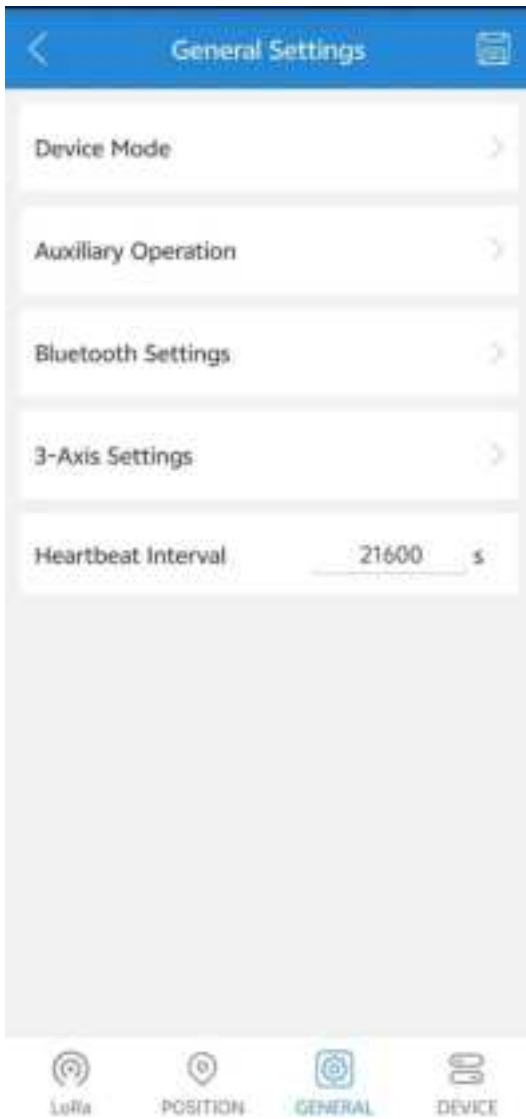 General Settings
Device Mode
Auxiliary Operation
Bluetooth Settings
3-Axis Settings
Heartbeat Interval 21600 s
LoRa POSITION GENERAL DEVICE